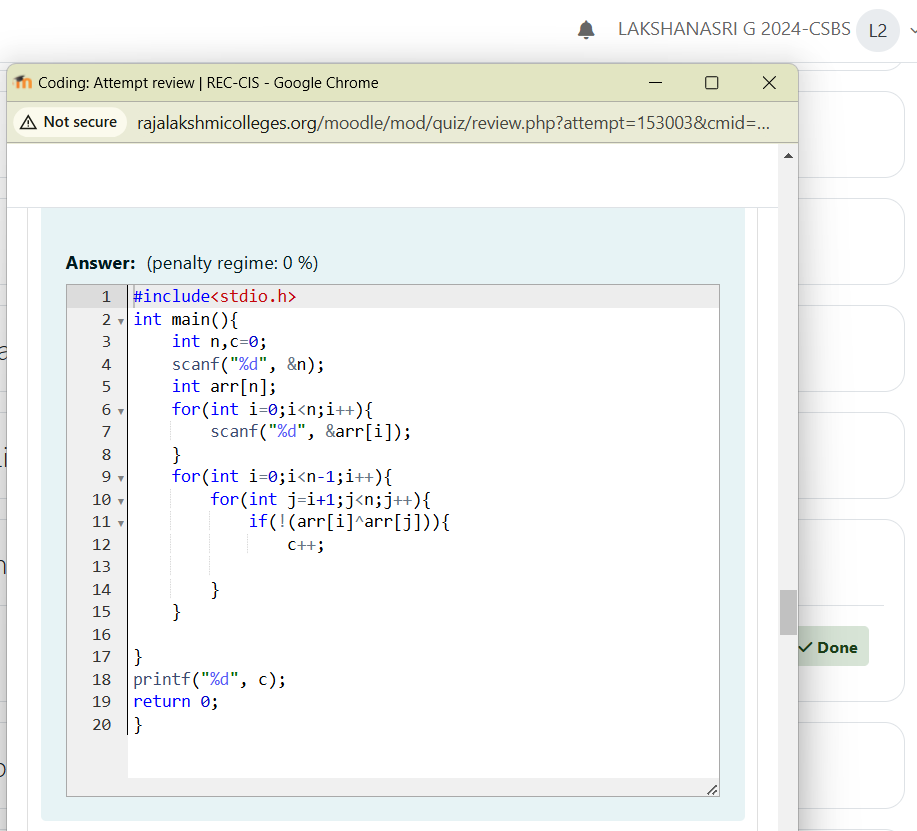 LAKSHANASRI G 2024-CSBS L2
Coding: Attempt review | REC-CIS - Google Chrome
Not secure rajalakshmicolleges.org/moodle/mod/quiz/review.php?attempt=153003&cmid=...
Answer: (penalty regime: 0 %)
1 #include<stdio.h>
2 int main(){
3     int n,c=0;
4     scanf("%d", &n);
5     int arr[n];
6     for(int i=0;i<n;i++){
7         scanf("%d", &arr[i]);
8     }
9     for(int i=0;i<n-1;i++){
10         for(int j=i+1;j<n;j++){
11             if(!(arr[i]^arr[j])){
12                 c++;
13
14         }
15     }
16
17 }
18 printf("%d", c);
19 return 0;
20 }
Done